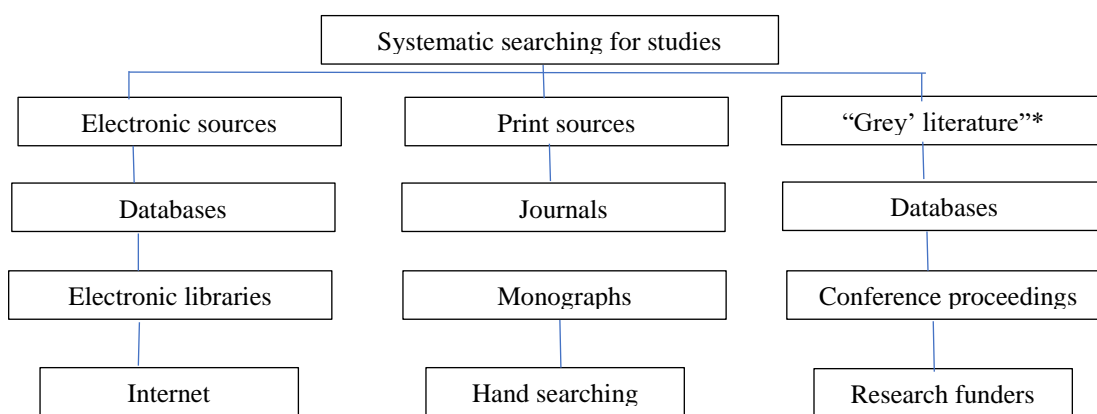 Systematic searching for studies
Electronic sources
Print sources
“Grey’ literature”*
Databases
Journals
Databases
Electronic libraries
Monographs
Conference proceedings
Internet
Hand searching
Research funders